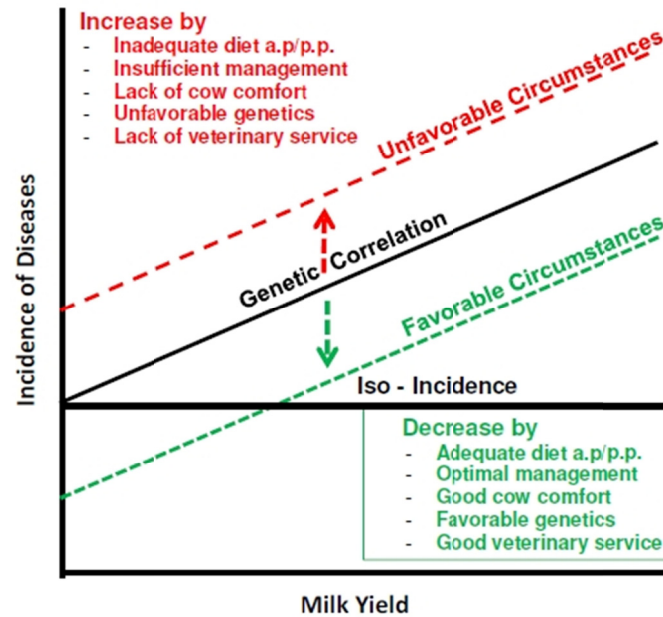 Increase by
- Inadequate diet a.p/p.p.
- Insufficient management
- Lack of cow comfort
- Unfavorable genetics
- Lack of veterinary service
Unfavorable Circumstances
Genetic Correlation
Favorable Circumstances
Incidence of Diseases
Iso - Incidence
Decrease by
- Adequate diet a.p/p.p.
- Optimal management
- Good cow comfort
- Favorable genetics
- Good veterinary service
Milk Yield